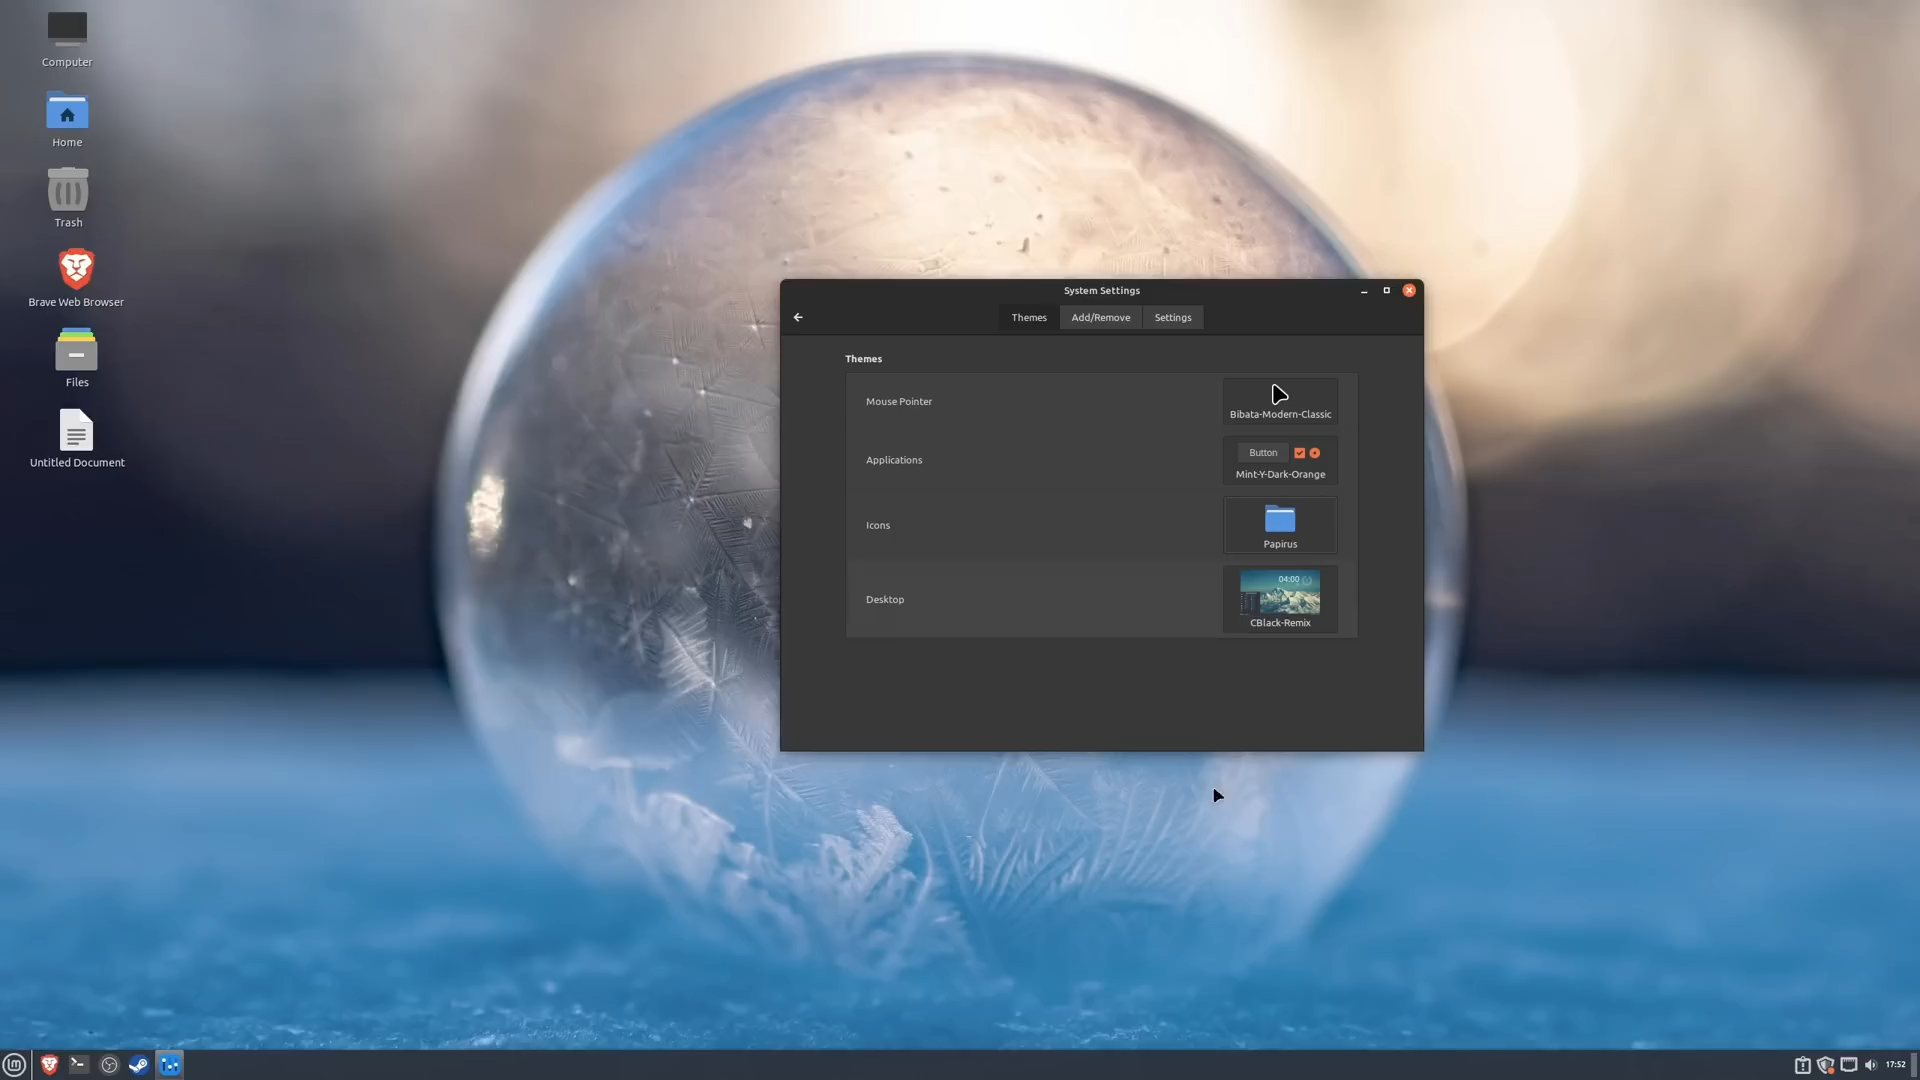 Computer
Home
Trash
Brave Web Browser
Files
Untitled Document
System Settings
Themes
Add/Remove
Settings
Themes
Mouse Pointer
Bibata-Modern-Classic
Applications
Button
Mint-Y-Dark-Orange
Icons
Papirus
Desktop
04:00
CBlack-Remix
17:52